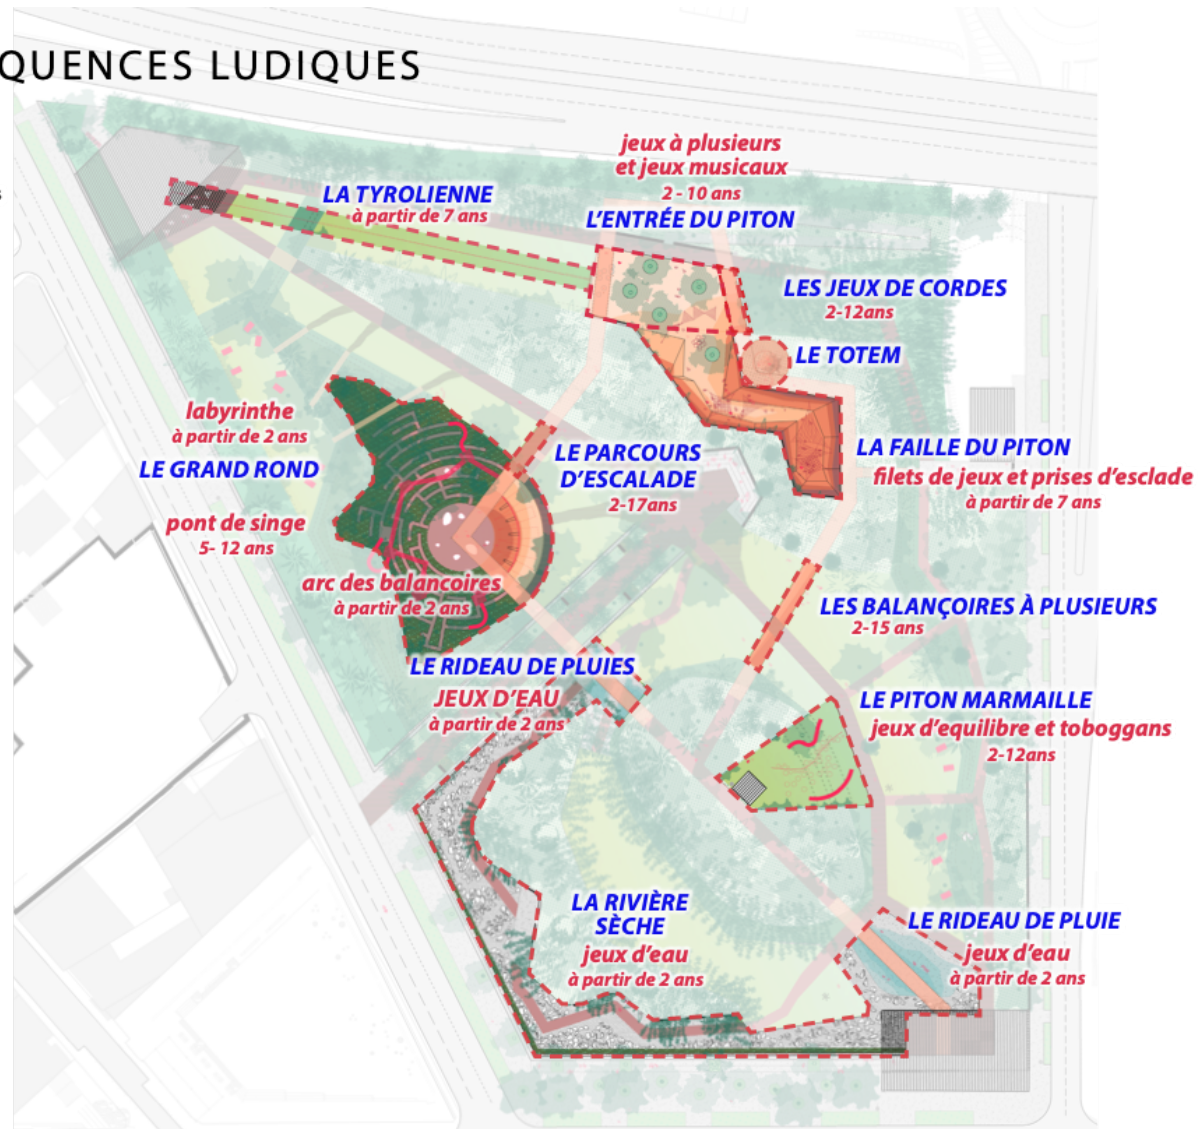 QUENCES LUDIQUES
jeux à plusieurs
et jeux musicaux
2 - 10 ans
L'ENTRÉE DU PITON
LA TYROLIENNE
à partir de 7 ans
LES JEUX DE CORDES
2-12ans
LE TOTEM
labyrinthe
à partir de 2 ans
LE GRAND ROND
LE PARCOURS
D'ESCALADE
2-17ans
LA FAILLE DU PITON
filets de jeux et prises d'esclade
à partir de 7 ans
pont de singe
5- 12 ans
arc des balancoires
à partir de 2 ans
LES BALANÇOIRES À PLUSIEURS
2-15 ans
LE RIDEAU DE PLUIES
JEUX D'EAU
à partir de 2 ans
LE PITON MARMAILLE
jeux d'equilibre et toboggans
2-12ans
LA RIVIÈRE
SÈCHE
jeux d'eau
à partir de 2 ans
LE RIDEAU DE PLUIE
jeux d'eau
à partir de 2 ans